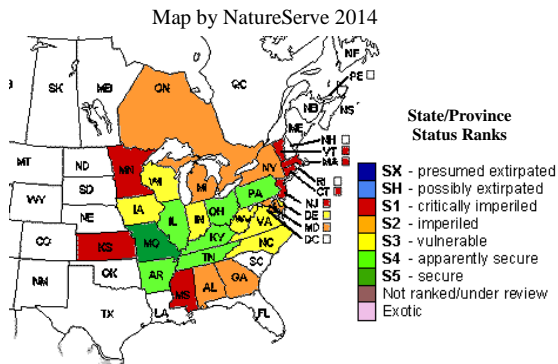 Map by NatureServe 2014
NF
SK
MB
ON
QC
PE
NB
NS
ME
NH
VT
MA
RI
CT
NJ
DE
MD
DC
MT
ND
MN
WI
MI
NY
PA
SD
WY
IA
NE
IL
IN
OH
VA
CO
KS
MO
KY
NC
TN
OK
AR
SC
NM
MS
AL
GA
TX
LA
FL
State/Province
Status Ranks
SX - presumed extirpated
SH - possibly extirpated
S1 - critically imperiled
S2 - imperiled
S3 - vulnerable
S4 - apparently secure
S5 - secure
Not ranked/under review
Exotic